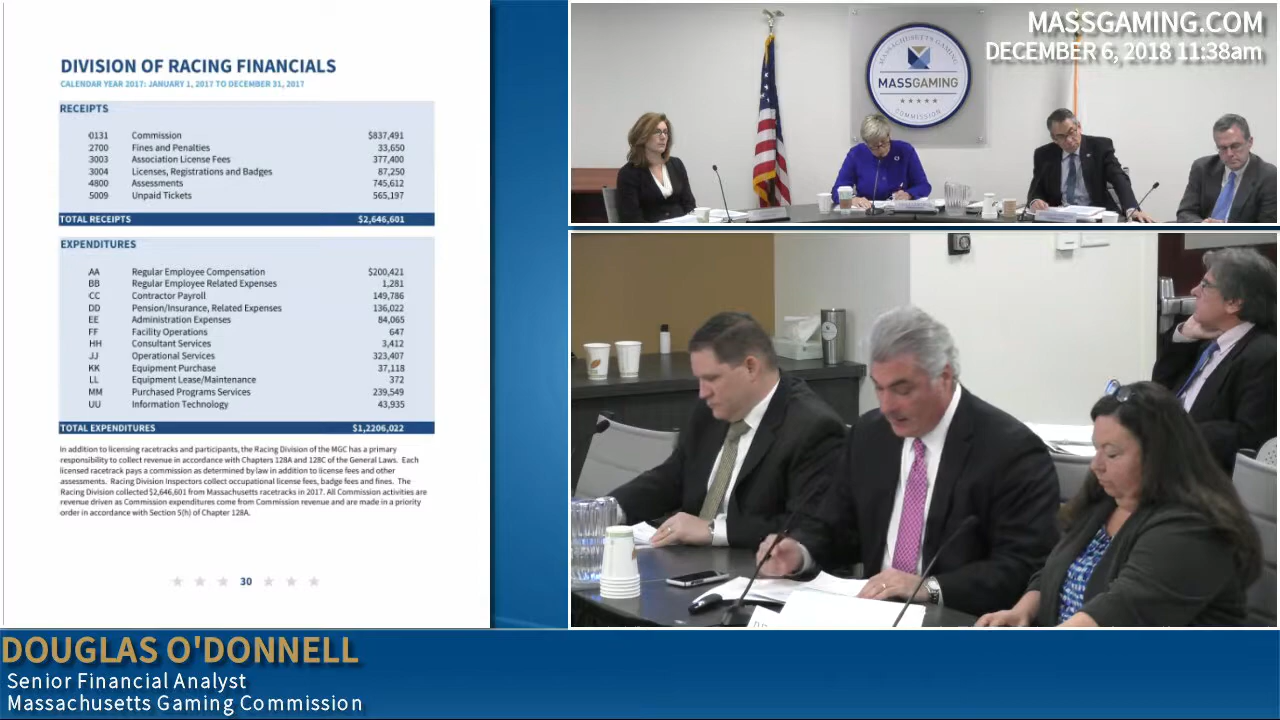 DIVISION OF RACING FINANCIALS
CALENDAR YEAR 2017: JANUARY 1, 2017 TO DECEMBER 31, 2017
RECEIPTS
0131 Commission $837,491
2700 Fines and Penalties 33,650
3003 Association License Fees 377,400
3004 Licenses, Registrations and Badges 87,250
4800 Assessments 745,612
5009 Unpaid Tickets 565,197
TOTAL RECEIPTS $2,646,601
EXPENDITURES
AA Regular Employee Compensation $200,421
BB Regular Employee Related Expenses 1,281
CC Contractor Payroll 149,786
DD Pension/Insurance, Related Expenses 136,022
EE Administration Expenses 84,065
FF Facility Operations 647
HH Consultant Services 3,412
JJ Operational Services 323,407
KK Equipment Purchase 37,118
LL Equipment Lease/Maintenance 372
MM Purchased Programs Services 239,549
UU Information Technology 43,935
TOTAL EXPENDITURES $1,2206,022
In addition to licensing racetracks and participants, the Racing Division of the MGC has a primary
responsibility to collect revenue in accordance with Chapters 128A and 128C of the General Laws. Each
licensed racetrack pays a commission as determined by law in addition to license fees and other
assessments. Racing Division Inspectors collect occupational license fees, badge fees and fines. The
Racing Division collected $2,646,601 from Massachusetts racetracks in 2017. All Commission activities are
revenue driven as Commission expenditures come from Commission revenue and are made in a priority
order in accordance with Section 5(h) of Chapter 128A.
30
MASSGAMING.COM
DECEMBER 6, 2018 11:38am
MASSACHUSETTS GAMING
MASSGAMING
COMMISSION
DOUGLAS O'DONNELL
Senior Financial Analyst
Massachusetts Gaming Commission